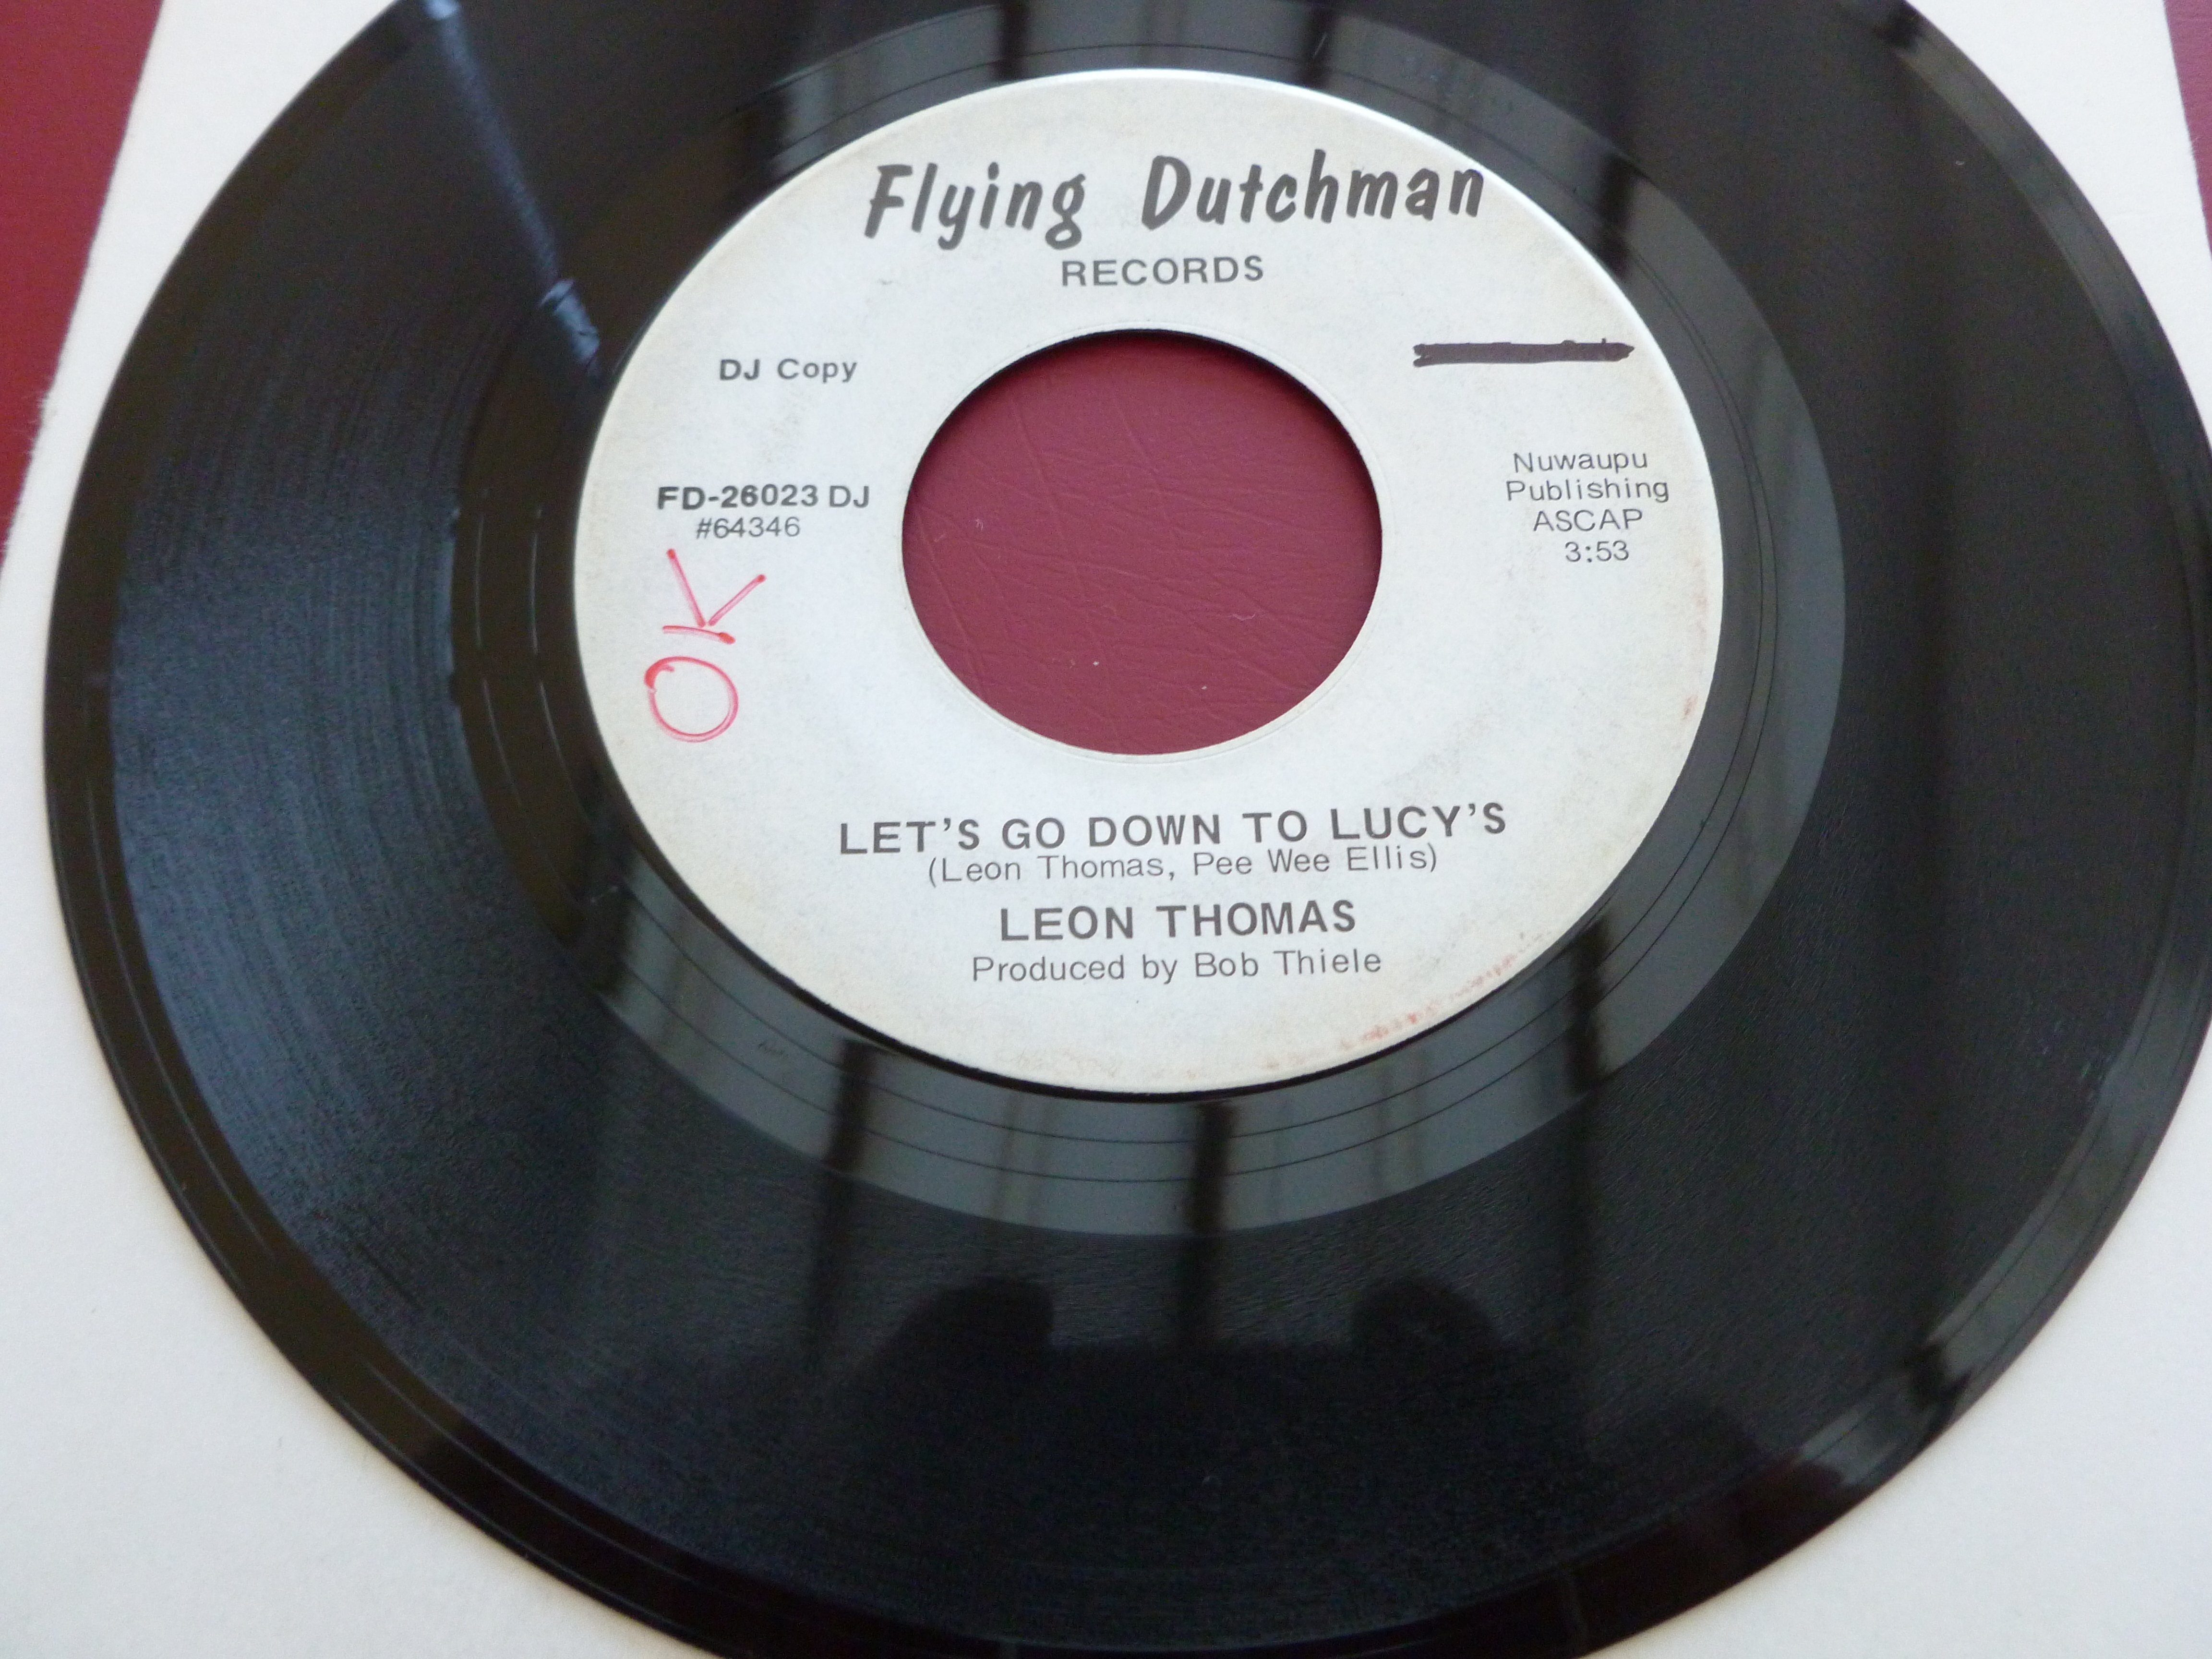 Flying Dutchman
RECORDS
DJ Copy
FD-26023 DJ
#64346
Nuwaupu
Publishing
ASCAP
3:53
OK
LET'S GO DOWN TO LUCY'S
(Leon Thomas, Pee Wee Ellis)
LEON THOMAS
Produced by Bob Thiele